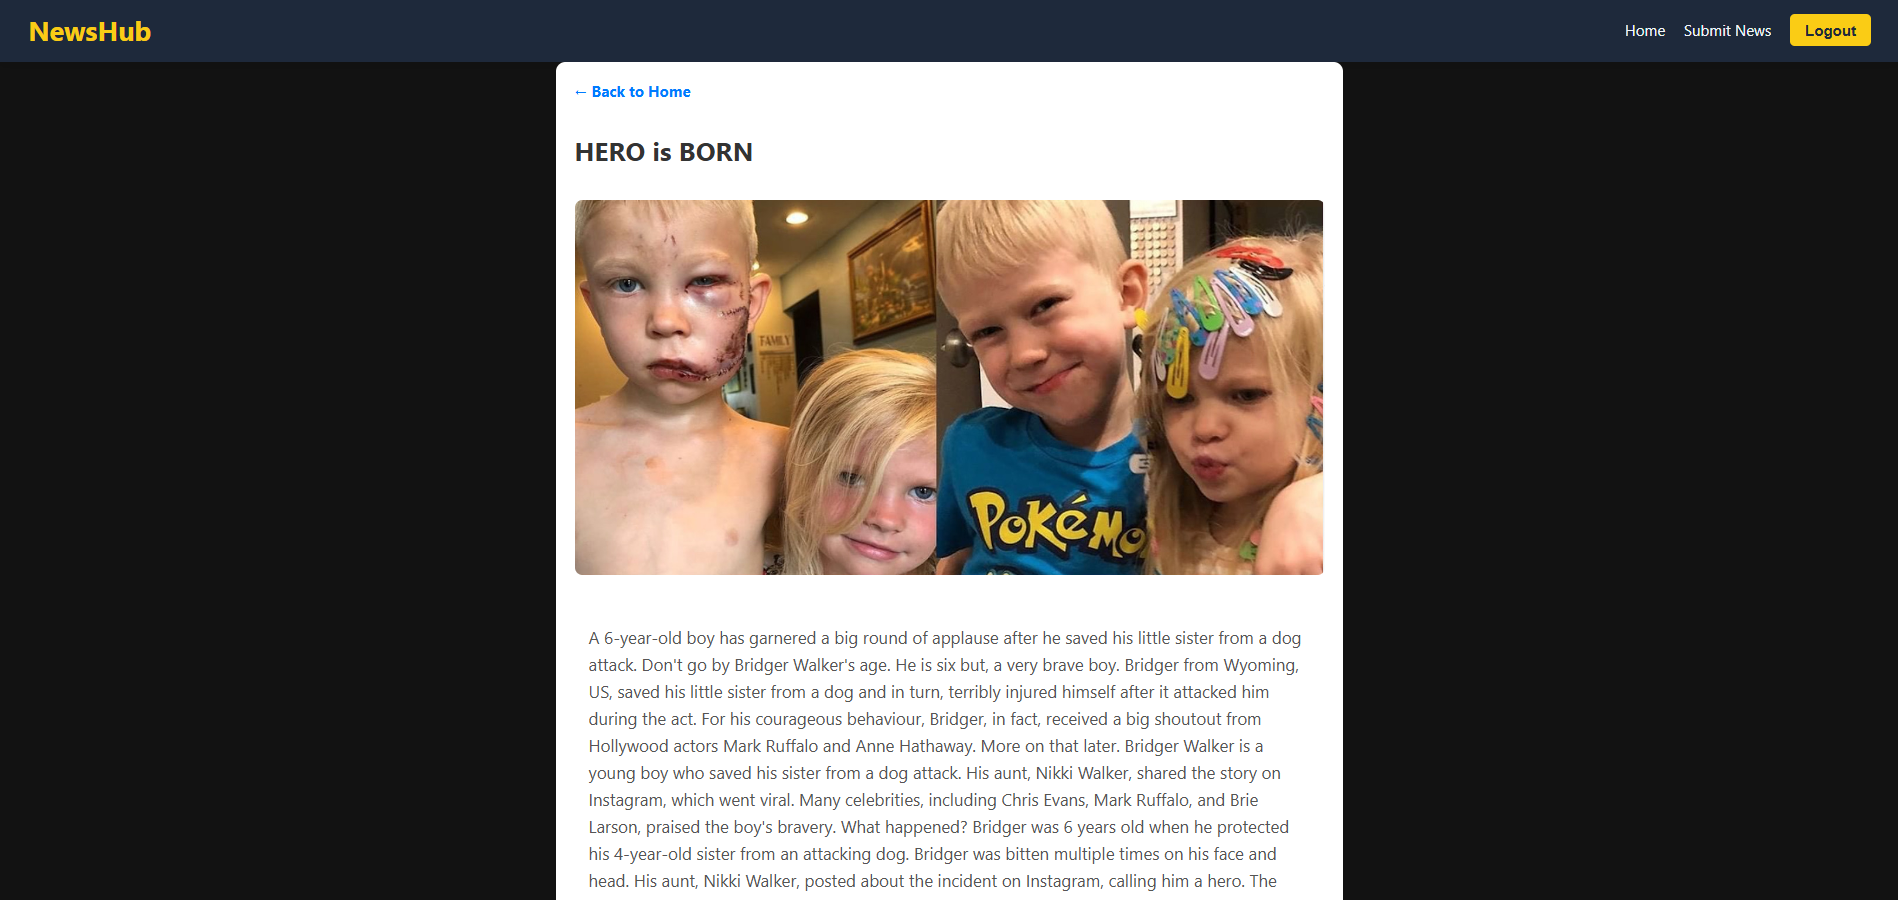 NewsHub
Home
Submit News
Logout
← Back to Home
HERO is BORN
FAMILY
POKÉMO
A 6-year-old boy has garnered a big round of applause after he saved his little sister from a dog
attack. Don't go by Bridger Walker's age. He is six but, a very brave boy. Bridger from Wyoming,
US, saved his little sister from a dog and in turn, terribly injured himself after it attacked him
during the act. For his courageous behaviour, Bridger, in fact, received a big shoutout from
Hollywood actors Mark Ruffalo and Anne Hathaway. More on that later. Bridger Walker is a
young boy who saved his sister from a dog attack. His aunt, Nikki Walker, shared the story on
Instagram, which went viral. Many celebrities, including Chris Evans, Mark Ruffalo, and Brie
Larson, praised the boy's bravery. What happened? Bridger was 6 years old when he protected
his 4-year-old sister from an attacking dog. Bridger was bitten multiple times on his face and
head. His aunt, Nikki Walker, posted about the incident on Instagram, calling him a hero. The